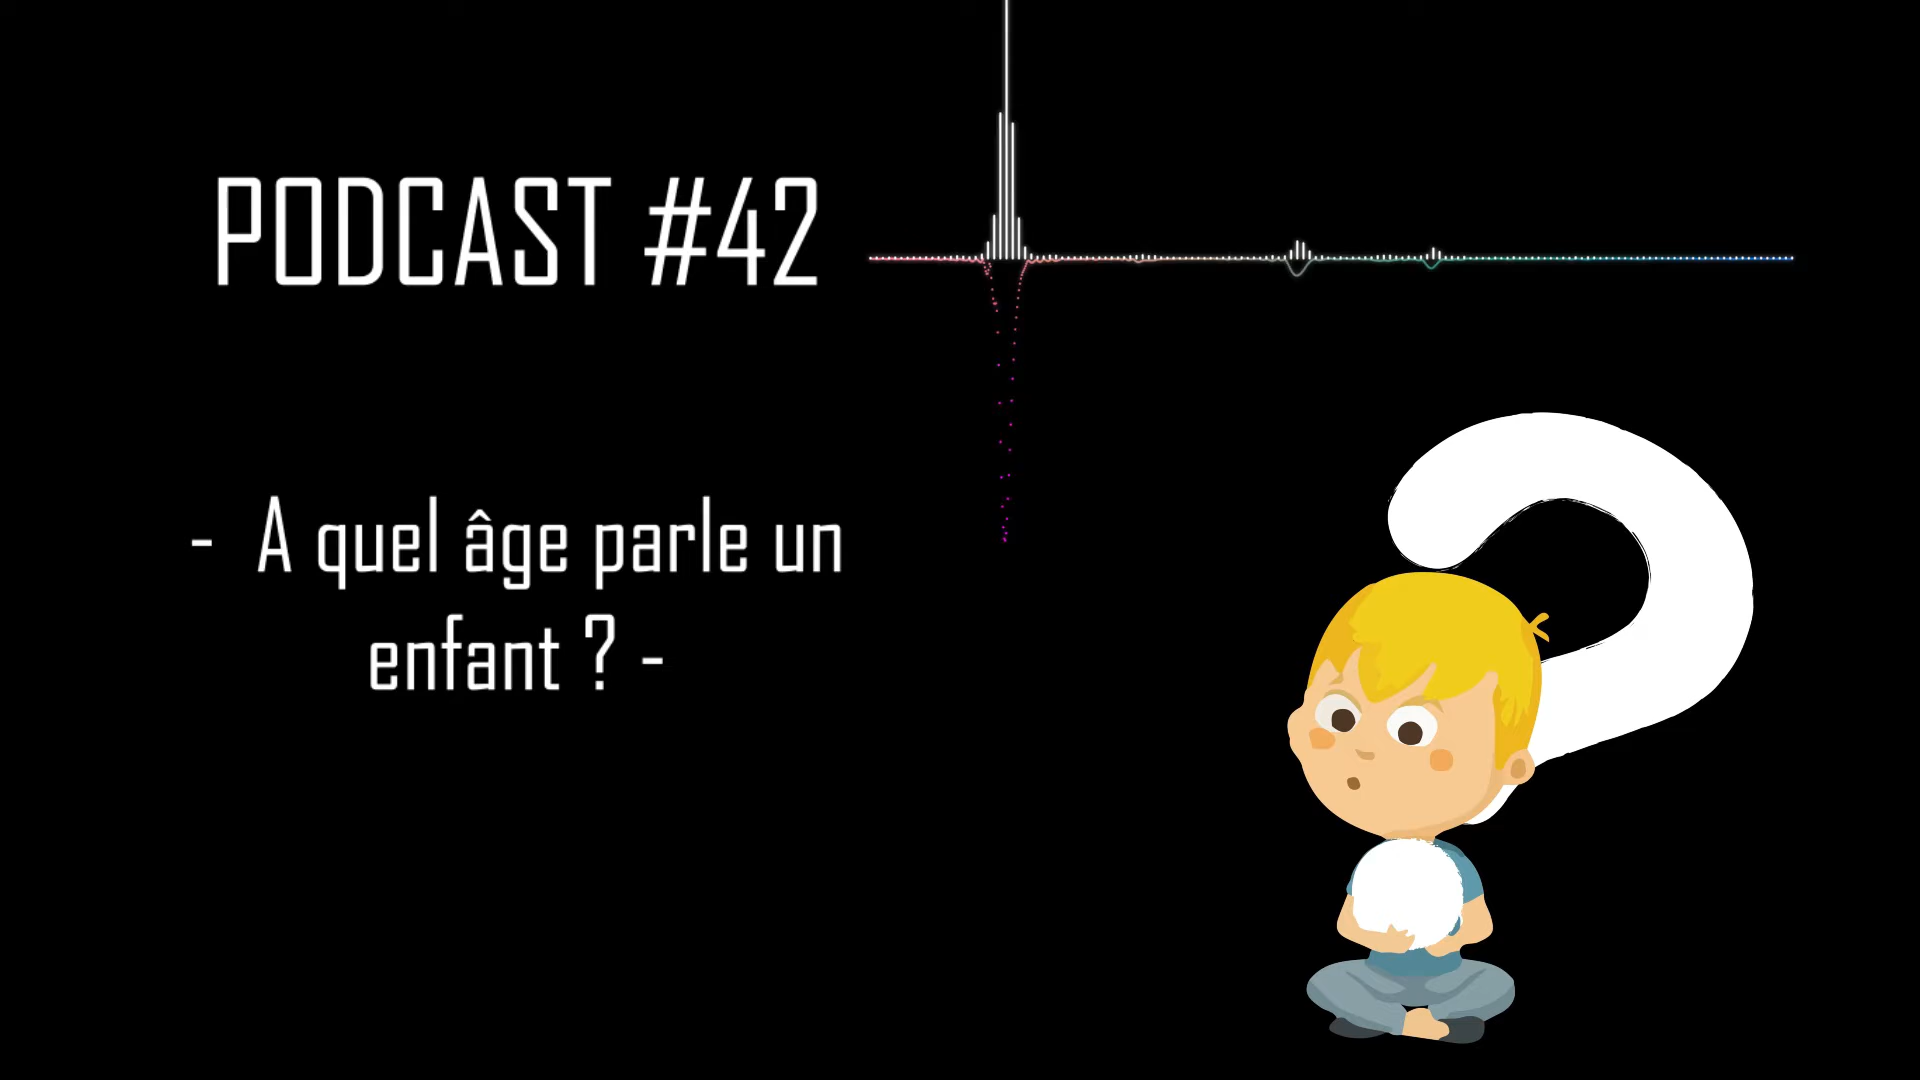 PODCAST #42
- A quel âge parle un
enfant ? -